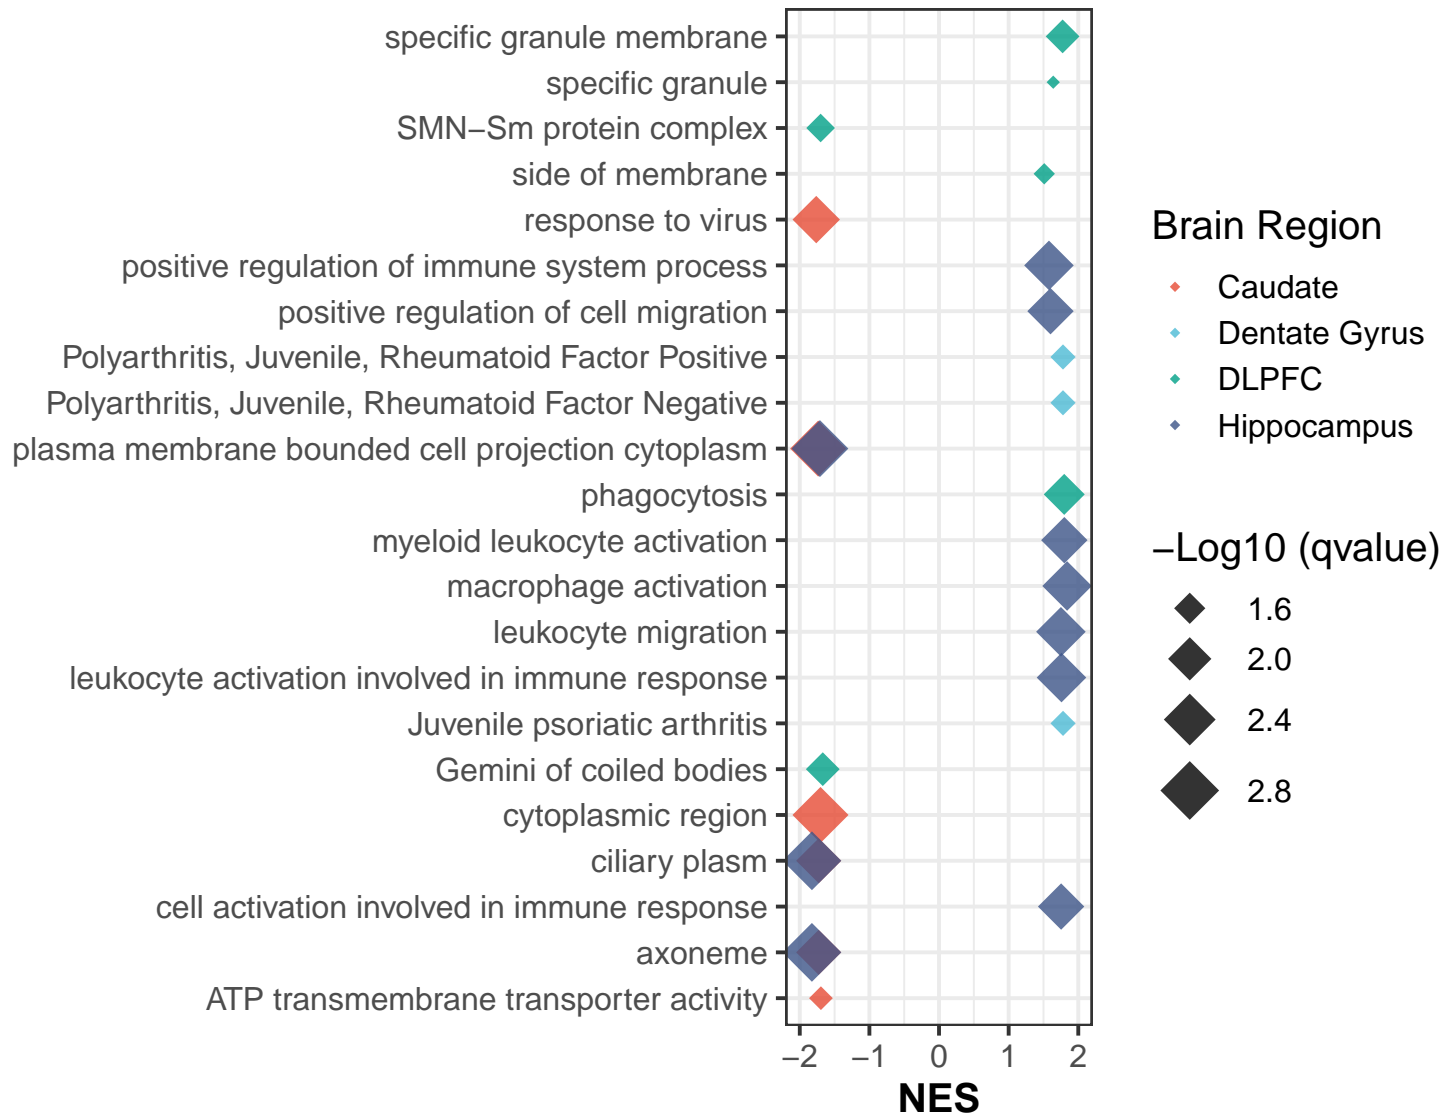 specific granule membrane
specific granule
SMN−Sm protein complex
side of membrane
response to virus
positive regulation of immune system process
positive regulation of cell migration
Polyarthritis, Juvenile, Rheumatoid Factor Positive
Polyarthritis, Juvenile, Rheumatoid Factor Negative
plasma membrane bounded cell projection cytoplasm
phagocytosis
myeloid leukocyte activation
macrophage activation
leukocyte migration
leukocyte activation involved in immune response
Juvenile psoriatic arthritis
Gemini of coiled bodies
cytoplasmic region
ciliary plasm
cell activation involved in immune response
axoneme
ATP transmembrane transporter activity
−2 −1 0 1 2
NES
Brain Region
Caudate
Dentate Gyrus
DLPFC
Hippocampus
−Log10 (qvalue)
1.6
2.0
2.4
2.8